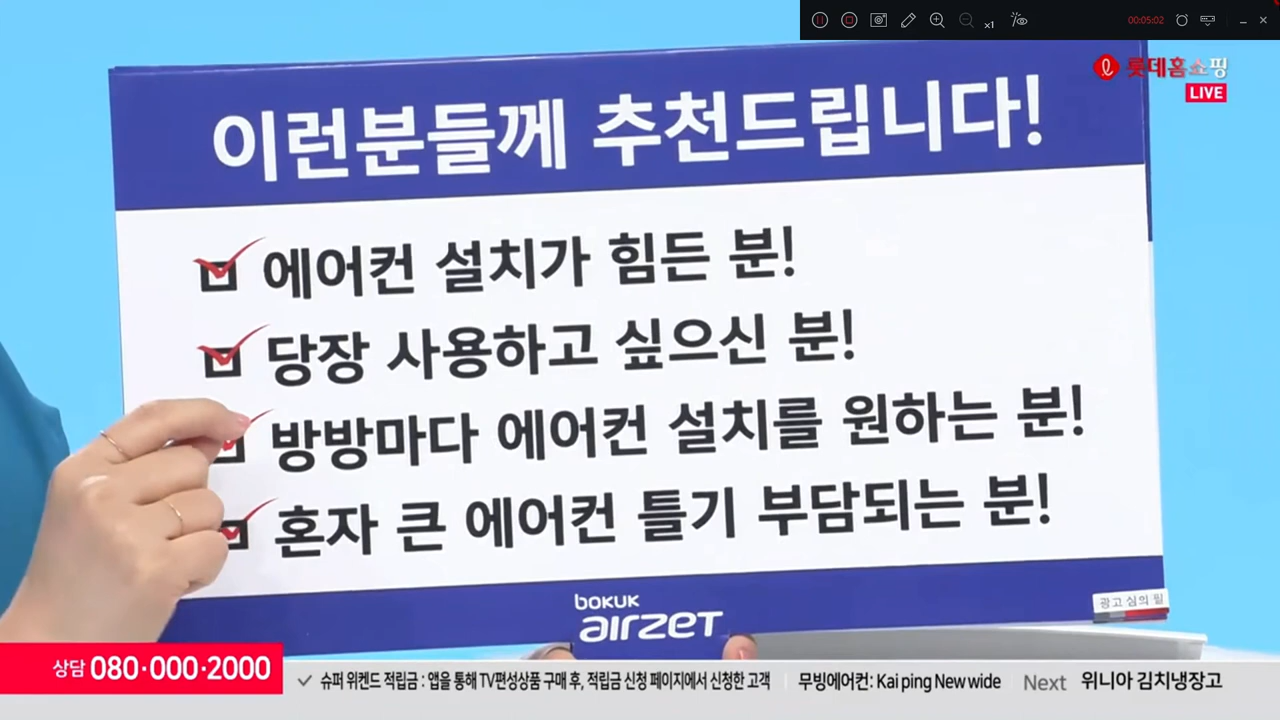 x1
00:05:02
롯데홈쇼핑
LIVE
이런분들께 추천드립니다!
에어컨 설치가 힘든 분!
당장 사용하고 싶으신 분!
방방마다 에어컨 설치를 원하는 분!
혼자 큰 에어컨 틀기 부담되는 분!
bokuk
airzet
광고 심의 필
상담 080·000·2000
슈퍼 위켄드 적립금 : 앱을 통해 TV편성상품 구매 후, 적립금 신청 페이지에서 신청한 고객 무빙에어컨: Kai ping New wide Next 위니아 김치냉장고